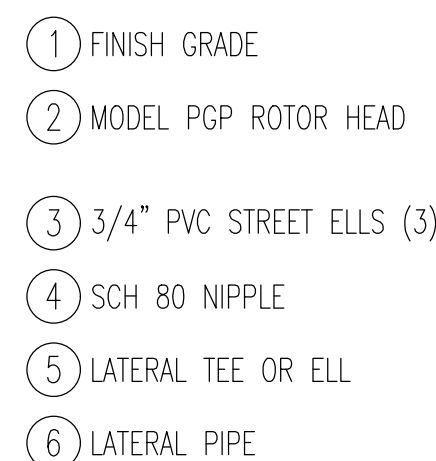 1 FINISH GRADE
2 MODEL PGP ROTOR HEAD
3 3/4" PVC STREET ELLS (3)
4 SCH 80 NIPPLE
5 LATERAL TEE OR ELL
6 LATERAL PIPE